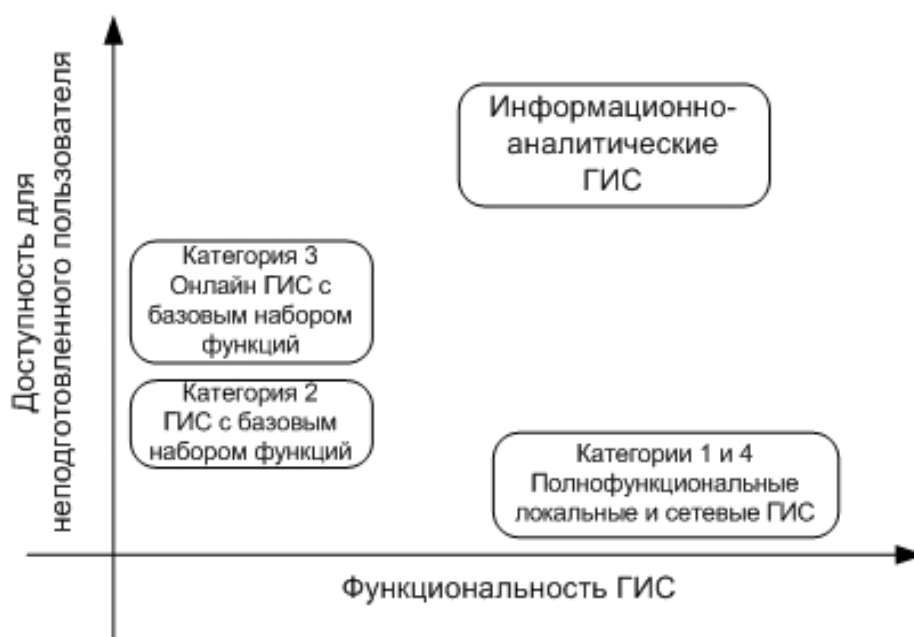 Доступность для
неподготовленного пользователя
Информационно-
аналитические
ГИС
Категория 3
Онлайн ГИС с
базовым набором
функций
Категория 2
ГИС с базовым
набором функций
Категории 1 и 4
Полнофункциональные
локальные и сетевые ГИС
Функциональность ГИС